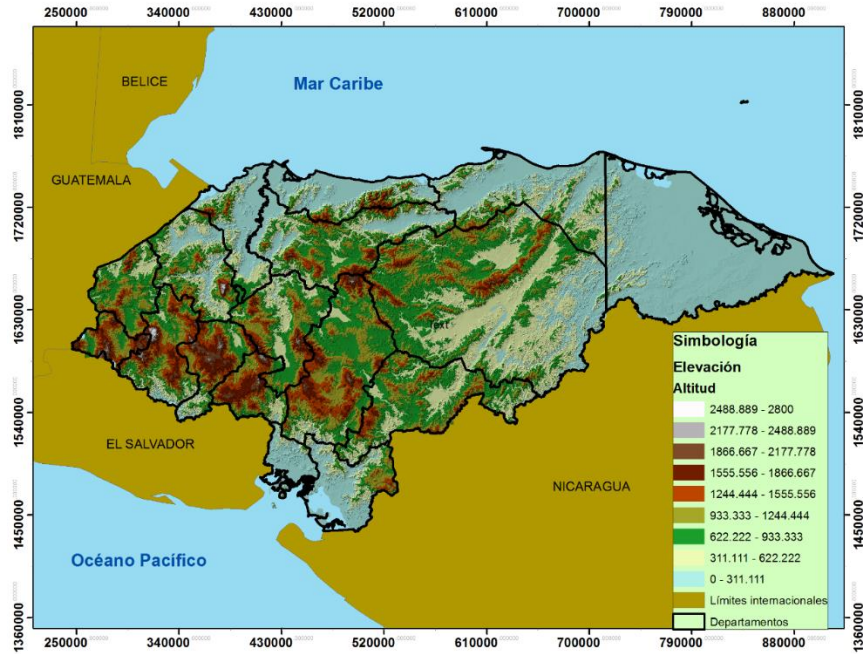 250000 340000 430000 520000 610000 700000 790000 880000
BELICE
Mar Caribe
1810000 1810000
GUATEMALA
1720000 1720000
1630000 1630000
Text
Simbología
Elevación
Altitud
2488.889 - 2800
2177.778 - 2488.889
1866.667 - 2177.778
1555.556 - 1866.667
1244.444 - 1555.556
933.333 - 1244.444
622.222 - 933.333
311.111 - 622.222
0 - 311.111
Límites internacionales
Departamentos
1540000 1540000
EL SALVADOR
NICARAGUA
1450000 1450000
Océano Pacífico
1360000 1360000
250000 340000 430000 520000 610000 700000 790000 880000